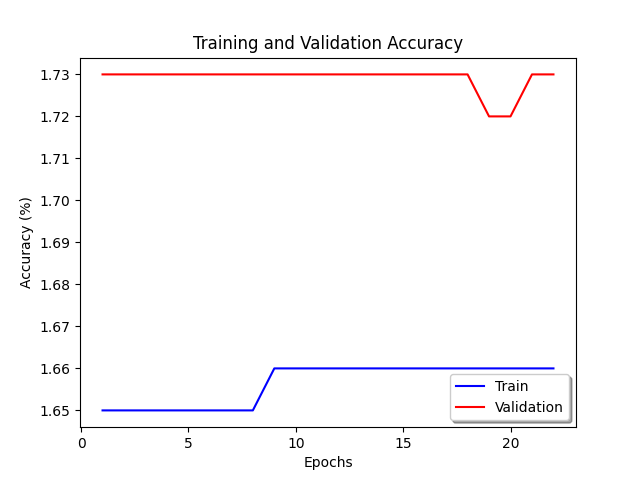 Training and Validation Accuracy
Accuracy (%)
1.73
1.72
1.71
1.70
1.69
1.68
1.67
1.66
1.65
Train
Validation
0 5 10 15 20
Epochs